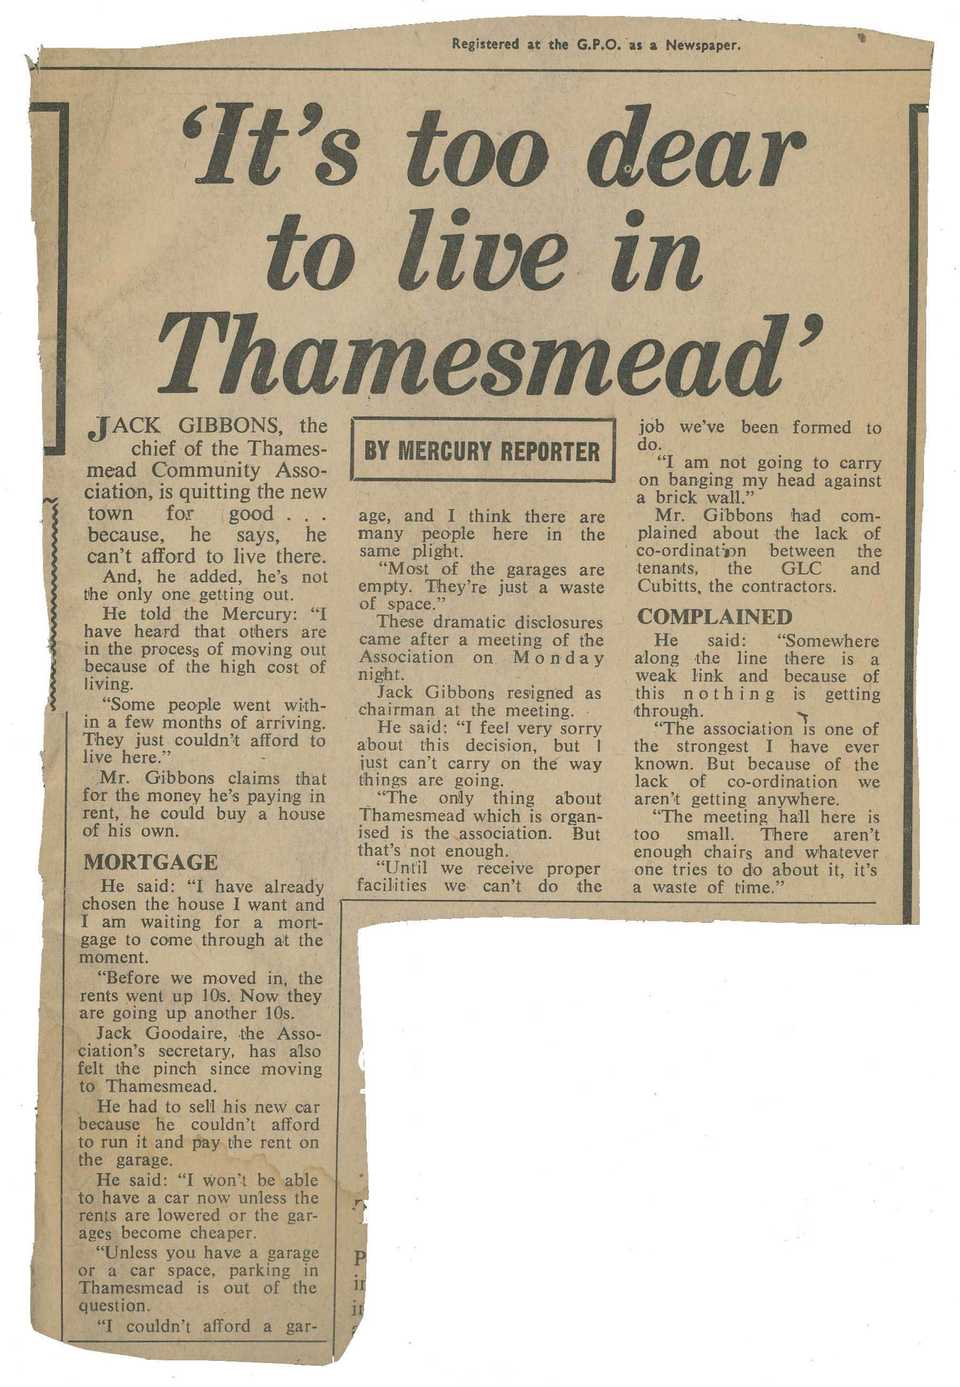 Registered at the G.P.O. as a Newspaper.
‘It’s too dear
to live in
Thamesmead’
JACK GIBBONS, the
chief of the Thames-
mead Community Asso-
ciation, is quitting the new
town for good . . .
because, he says, he
can't afford to live there.
And, he added, he's not
the only one getting out.
He told the Mercury: "I
have heard that others are
in the process of moving out
because of the high cost of
living.
"Some people went with-
in a few months of arriving.
They just couldn't afford to
live here."
Mr. Gibbons claims that
for the money he's paying in
rent, he could buy a house
of his own.
MORTGAGE
He said: "I have already
chosen the house I want and
I am waiting for a mort-
gage to come through at the
moment.
"Before we moved in, the
rents went up 10s. Now they
are going up another 10s.
Jack Goodaire, the Asso-
ciation's secretary, has also
felt the pinch since moving
to Thamesmead.
He had to sell his new car
because he couldn't afford
to run it and pay the rent on
the garage.
He said: "I won't be able
to have a car now unless the
rents are lowered or the gar-
ages become cheaper.
"Unless you have a garage
or a car space, parking in
Thamesmead is out of the
question.
"I couldn't afford a gar-
BY MERCURY REPORTER
age, and I think there are
many people here in the
same plight.
"Most of the garages are
empty. They're just a waste
of space."
These dramatic disclosures
came after a meeting of the
Association on Monday
night.
Jack Gibbons resigned as
chairman at the meeting.
He said: "I feel very sorry
about this decision, but I
just can't carry on the way
things are going.
"The only thing about
Thamesmead which is organ-
ised is the association. But
that's not enough.
"Until we receive proper
facilities we can't do the
job we've been formed to
do.
"I am not going to carry
on banging my head against
a brick wall."
Mr. Gibbons had com-
plained about the lack of
co-ordination between the
tenants, the GLC and
Cubitts, the contractors.
COMPLAINED
He said: "Somewhere
along the line there is a
weak link and because of
this nothing is getting
through.
"The association is one of
the strongest I have ever
known. But because of the
lack of co-ordination we
aren't getting anywhere.
"The meeting hall here is
too small. There aren't
enough chairs and whatever
one tries to do about it, it's
a waste of time."